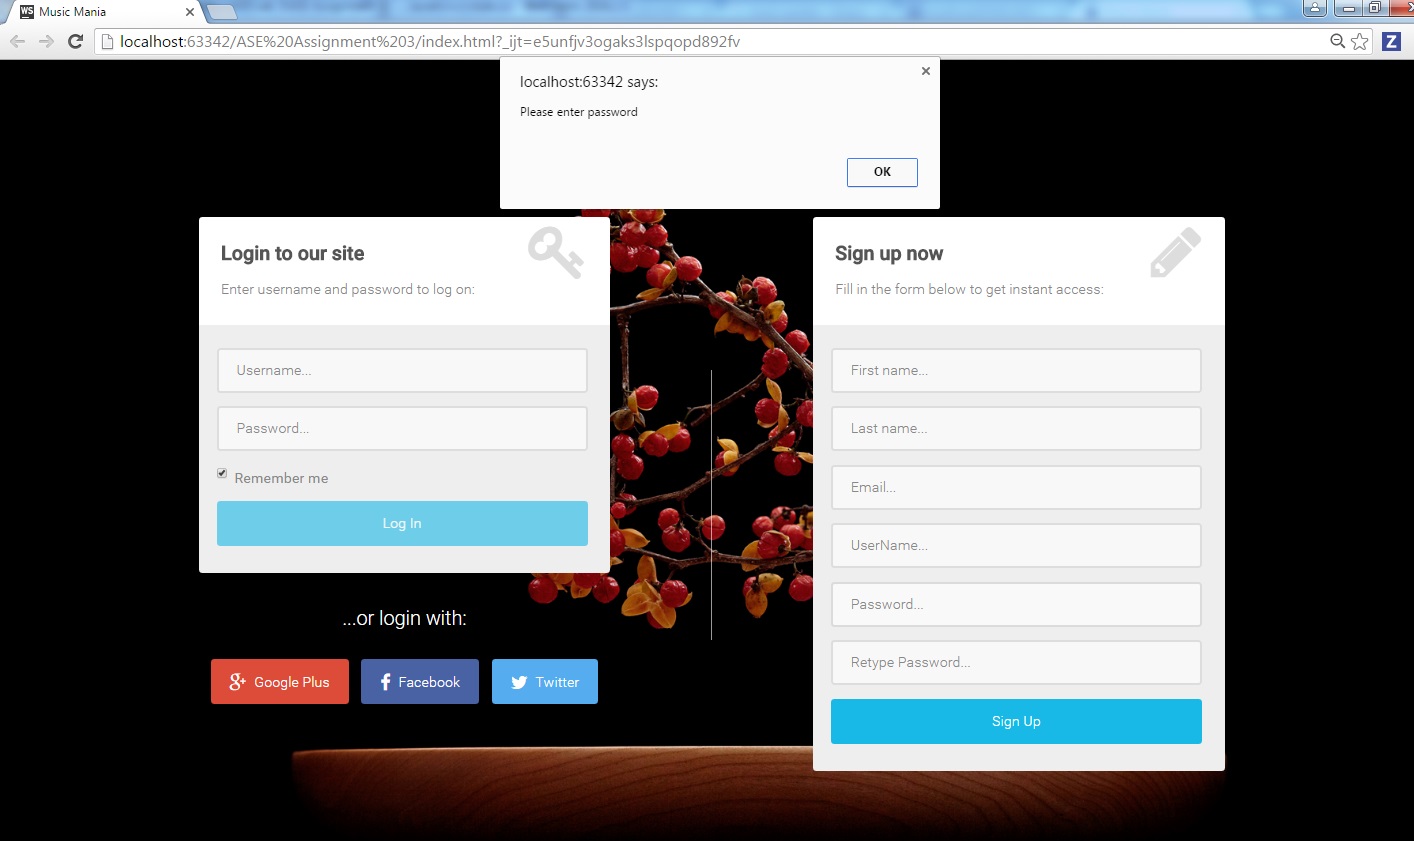 WS Music Mania
localhost:63342/ASE%20Assignment%203/index.html?_ijt=e5unfjv3ogaks3lspqopd892fv
Z
localhost:63342 says:
Please enter password
OK
Login to our site
Enter username and password to log on:
Username...
Password...
Remember me
Log In
...or login with:
Google Plus
Facebook
Twitter
Sign up now
Fill in the form below to get instant access:
First name...
Last name...
Email...
UserName...
Password...
Retype Password...
Sign Up